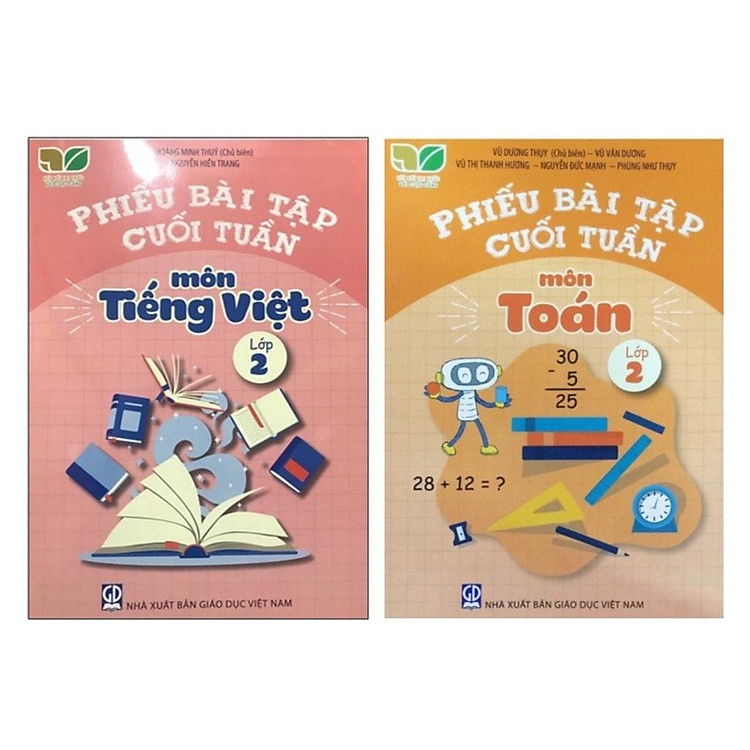 HOÀNG MINH THUÝ (Chủ biên)
NGUYỄN HIỀN TRANG
PHIẾU BÀI TẬP
CUỐI TUẦN
môn
Tiếng Việt
Lớp
2
NHÀ XUẤT BẢN GIÁO DỤC VIỆT NAM
VŨ DƯƠNG THỤY (Chủ biên) – VŨ VĂN DƯƠNG
VŨ THỊ THANH HƯƠNG – NGUYỄN ĐỨC MẠNH – PHÙNG NHƯ THỤY
PHIẾU BÀI TẬP
CUỐI TUẦN
môn
Toán
Lớp
2
30
- 5
25
28 + 12 = ?
NHÀ XUẤT BẢN GIÁO DỤC VIỆT NAM